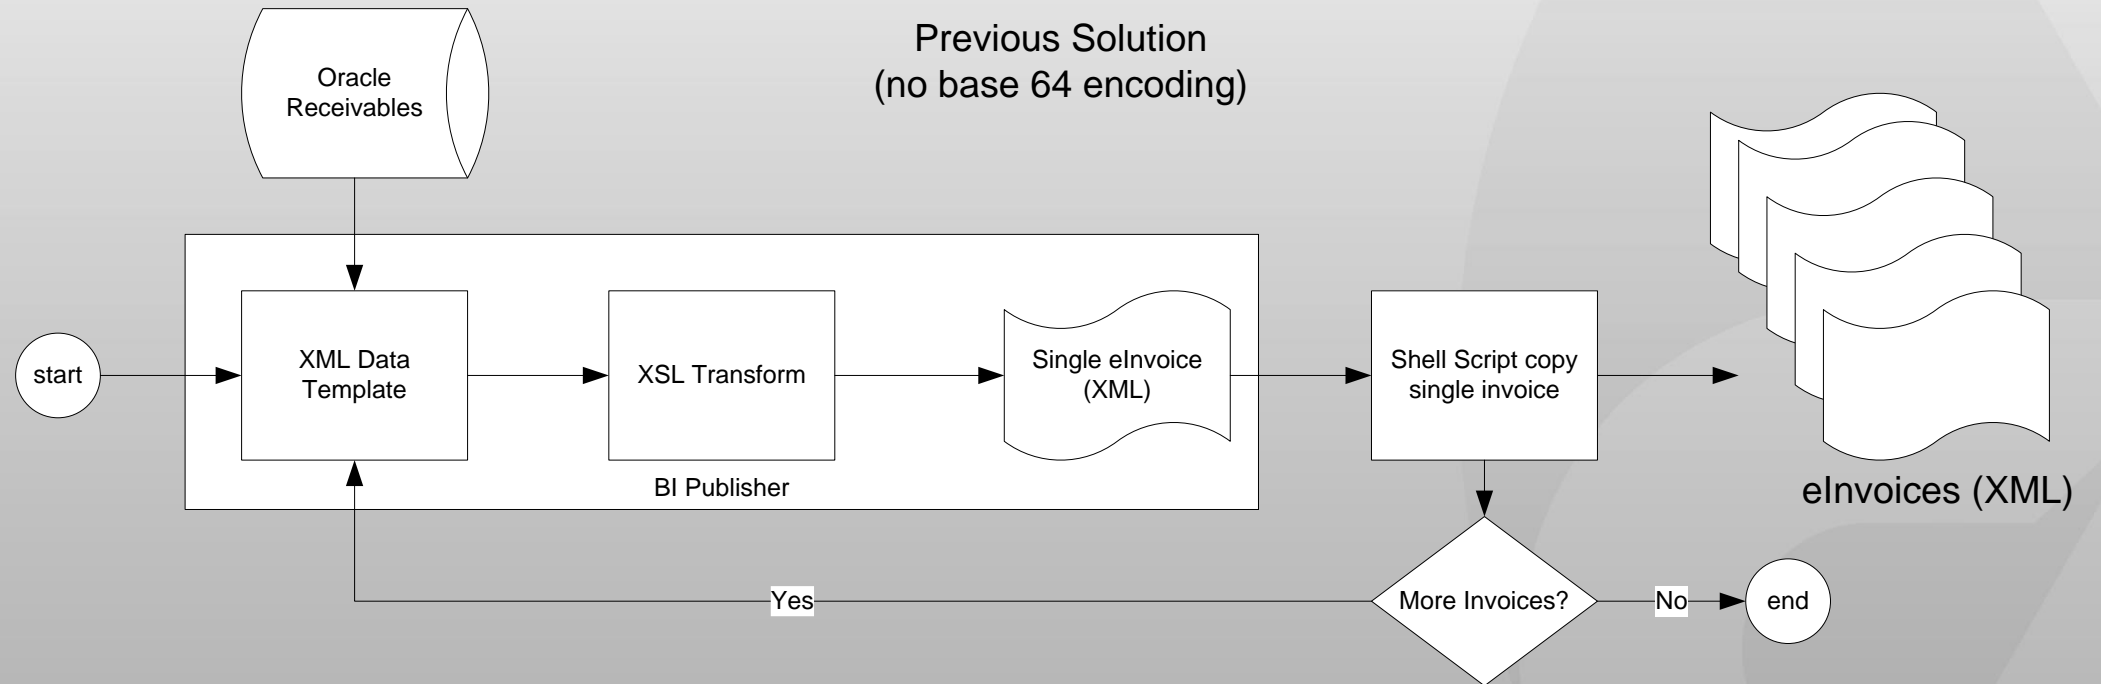 Previous Solution
(no base 64 encoding)
Oracle
Receivables
start
XML Data
Template
XSL Transform
Single eInvoice
(XML)
BI Publisher
Shell Script copy
single invoice
eInvoices (XML)
More Invoices?
Yes
No
end